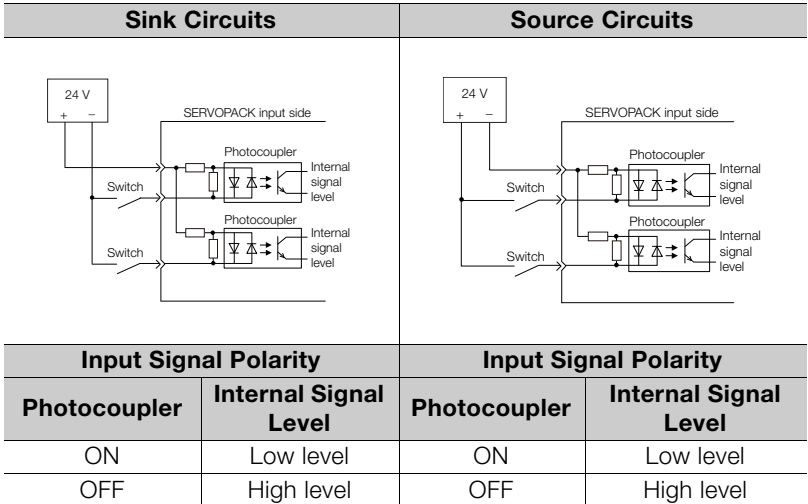 Sink Circuits
Source Circuits
24 V
+ −
SERVOPACK input side
Photocoupler
Internal
signal
level
Switch
Photocoupler
Internal
signal
level
Switch
24 V
+ −
SERVOPACK input side
Photocoupler
Internal
signal
level
Switch
Photocoupler
Internal
signal
level
Switch
Input Signal Polarity
Input Signal Polarity
Photocoupler
Internal Signal
Level
Photocoupler
Internal Signal
Level
ON Low level ON Low level
OFF High level OFF High level